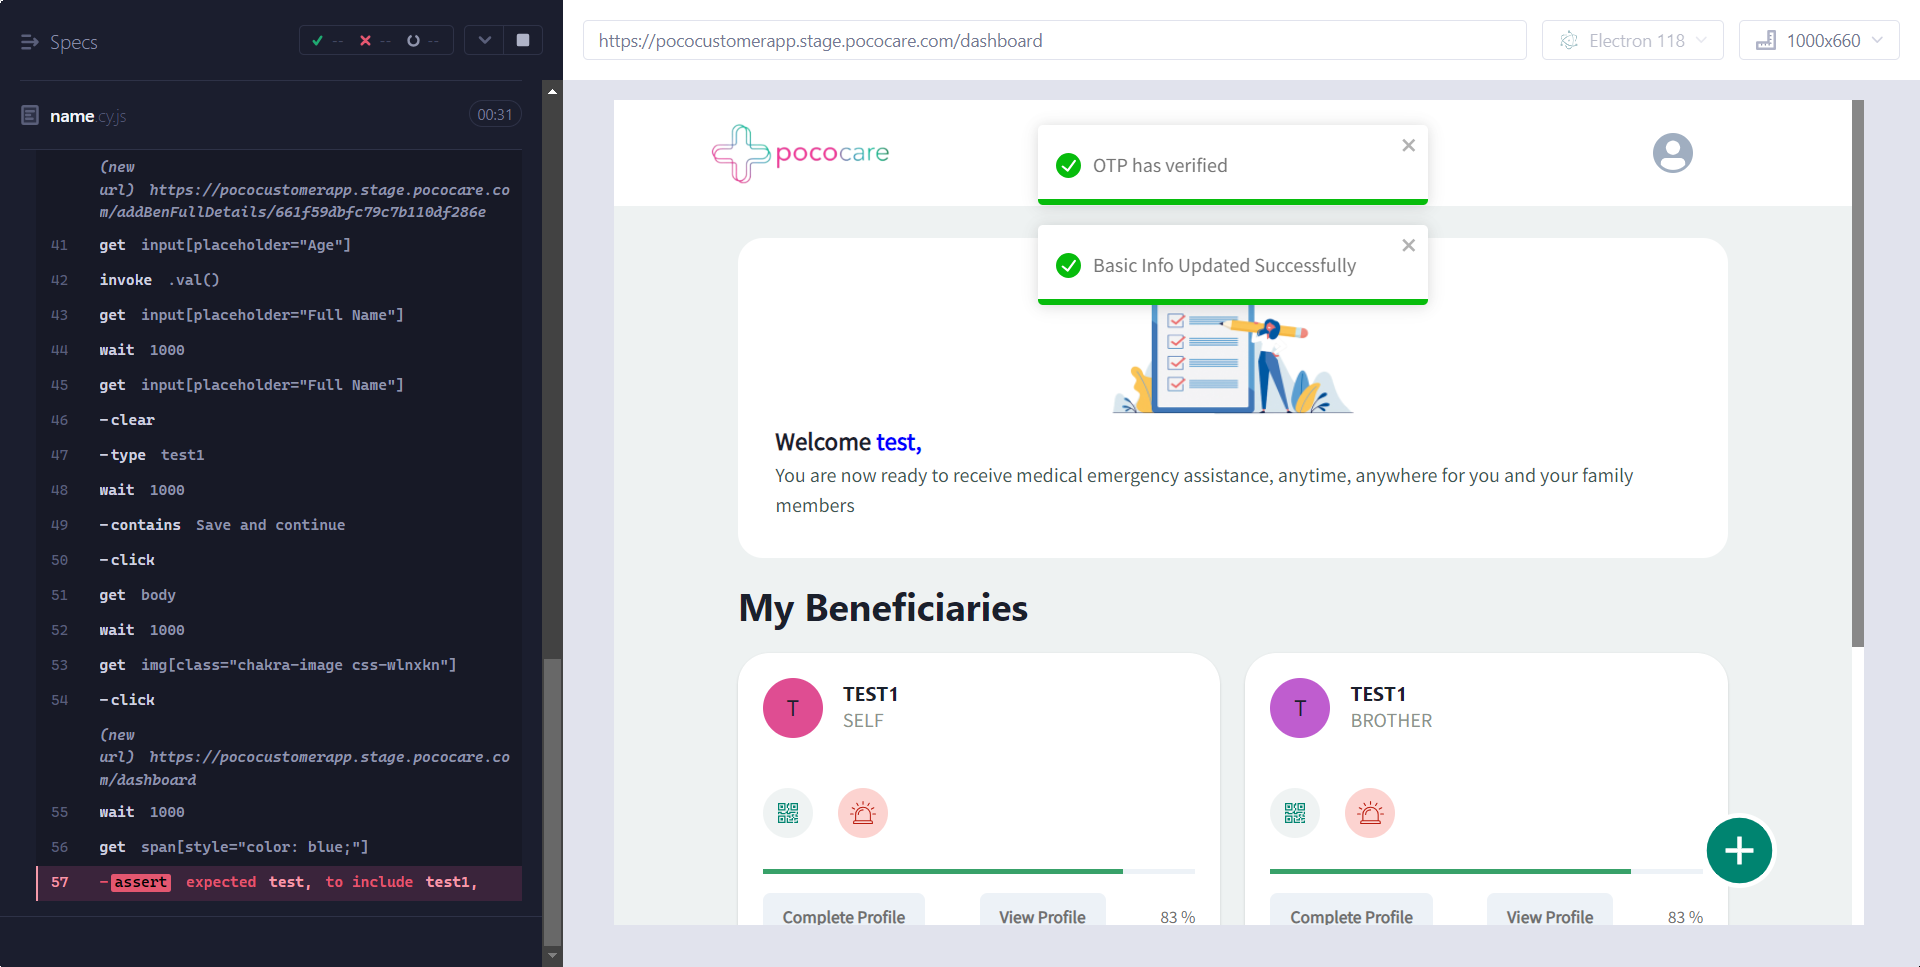 Specs
-- -- --
name.cy.js
00:31
(new
url) https://pococustomerapp.stage.pococare.co
m/addBenFullDetails/661f59dbfc79c7b110df286e
41 get input[placeholder="Age"]
42 invoke .val()
43 get input[placeholder="Full Name"]
44 wait 1000
45 get input[placeholder="Full Name"]
46 -clear
47 -type test1
48 wait 1000
49 -contains Save and continue
50 -click
51 get body
52 wait 1000
53 get img[class="chakra-image css-wlnxkn"]
54 -click
(new
url) https://pococustomerapp.stage.pococare.co
m/dashboard
55 wait 1000
56 get span[style="color: blue;"]
57 -assert expected test, to include test1,
https://pococustomerapp.stage.pococare.com/dashboard
Electron 118
1000x660
pococare
OTP has verified
Basic Info Updated Successfully
Welcome test,
You are now ready to receive medical emergency assistance, anytime, anywhere for you and your family
members
My Beneficiaries
T
TEST1
SELF
Complete Profile
View Profile
83 %
T
TEST1
BROTHER
Complete Profile
View Profile
83 %